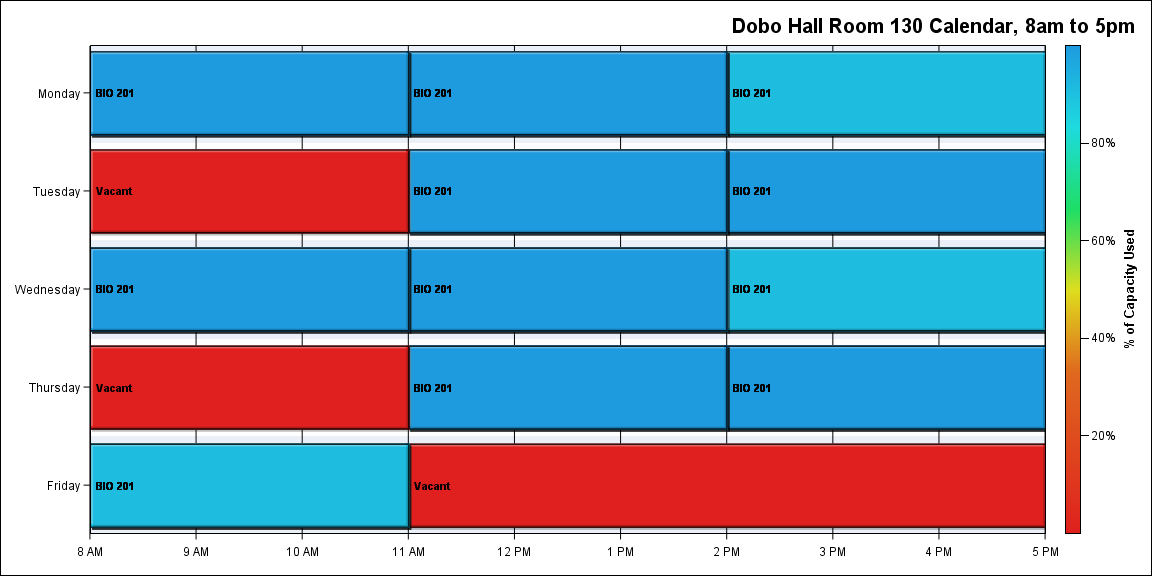 Dobo Hall Room 130 Calendar, 8am to 5pm
Monday
BIO 201
BIO 201
BIO 201
Tuesday
Vacant
BIO 201
BIO 201
Wednesday
BIO 201
BIO 201
BIO 201
Thursday
Vacant
BIO 201
BIO 201
Friday
BIO 201
Vacant
8 AM
9 AM
10 AM
11 AM
12 PM
1 PM
2 PM
3 PM
4 PM
5 PM
80%
60%
40%
20%
% of Capacity Used